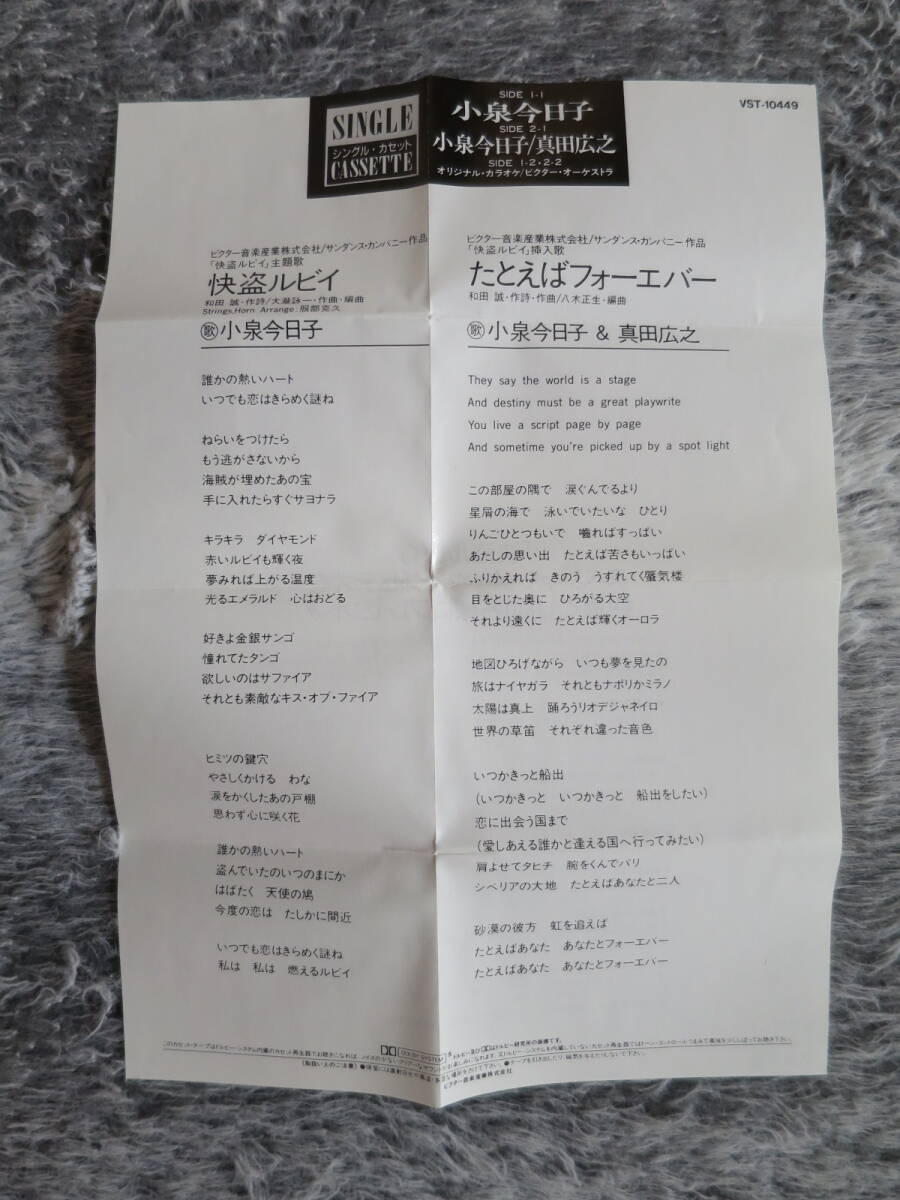 SINGLE
シングル・カセット
CASSETTE
SIDE 1-1
小泉今日子
SIDE 2-1
小泉今日子/真田広之
SIDE 1-2・2-2
オリジナル・カラオケ/ビクター・オーケストラ
VST-10449
ビクター音楽産業株式会社/サンダンス・カンパニー作品
「快盗ルビイ」主題歌
快盗ルビイ
和田 誠・作詩/大瀧詠一・作曲・編曲
Strings,Horn Arrange:服部克久
歌 小泉今日子
誰かの熱いハート
いつでも恋はきらめく謎ね
ねらいをつけたら
もう逃がさないから
海賊が埋めたあの宝
手に入れたらすぐサヨナラ
キラキラ ダイヤモンド
赤いルビイも輝く夜
夢みれば上がる温度
光るエメラルド 心はおどる
好きよ金銀サンゴ
憧れてたタンゴ
欲しいのはサファイア
それとも素敵なキス・オブ・ファイア
ヒミツの鍵穴
やさしくかける わな
涙をかくしたあの戸棚
思わず心に咲く花
誰かの熱いハート
盗んでいたのいつのまにか
はばたく 天使の鳩
今度の恋は たしかに間近
いつでも恋はきらめく謎ね
私は 私は 燃えるルビイ
ビクター音楽産業株式会社/サンダンス・カンパニー作品
「快盗ルビイ」挿入歌
たとえばフォーエバー
和田 誠・作詩・作曲/八木正生・編曲
歌 小泉今日子 & 真田広之
They say the world is a stage
And destiny must be a great playwrite
You live a script page by page
And sometime you're picked up by a spot light
この部屋の隅で 涙ぐんでるより
星屑の海で 泳いでいたいな ひとり
りんごひとつもいで 囓ればすっぱい
あたしの思い出 たとえば苦さもいっぱい
ふりかえれば きのう うすれてく蜃気楼
目をとじた奥に ひろがる大空
それより遠くに たとえば輝くオーロラ
地図ひろげながら いつも夢を見たの
旅はナイヤガラ それともナポリかミラノ
太陽は真上 踊ろうリオデジャネイロ
世界の草笛 それぞれ違った音色
いつかきっと船出
(いつかきっと いつかきっと 船出をしたい)
恋に出会う国まで
(愛しあえる誰かと逢える国へ行ってみたい)
肩よせてタヒチ 腕をくんでパリ
シベリアの大地 たとえばあなたと二人
砂漠の彼方 虹を追えば
たとえばあなた あなたとフォーエバー
たとえばあなた あなたとフォーエバー
DOLBY SYSTEM
ビクター音楽産業株式会社